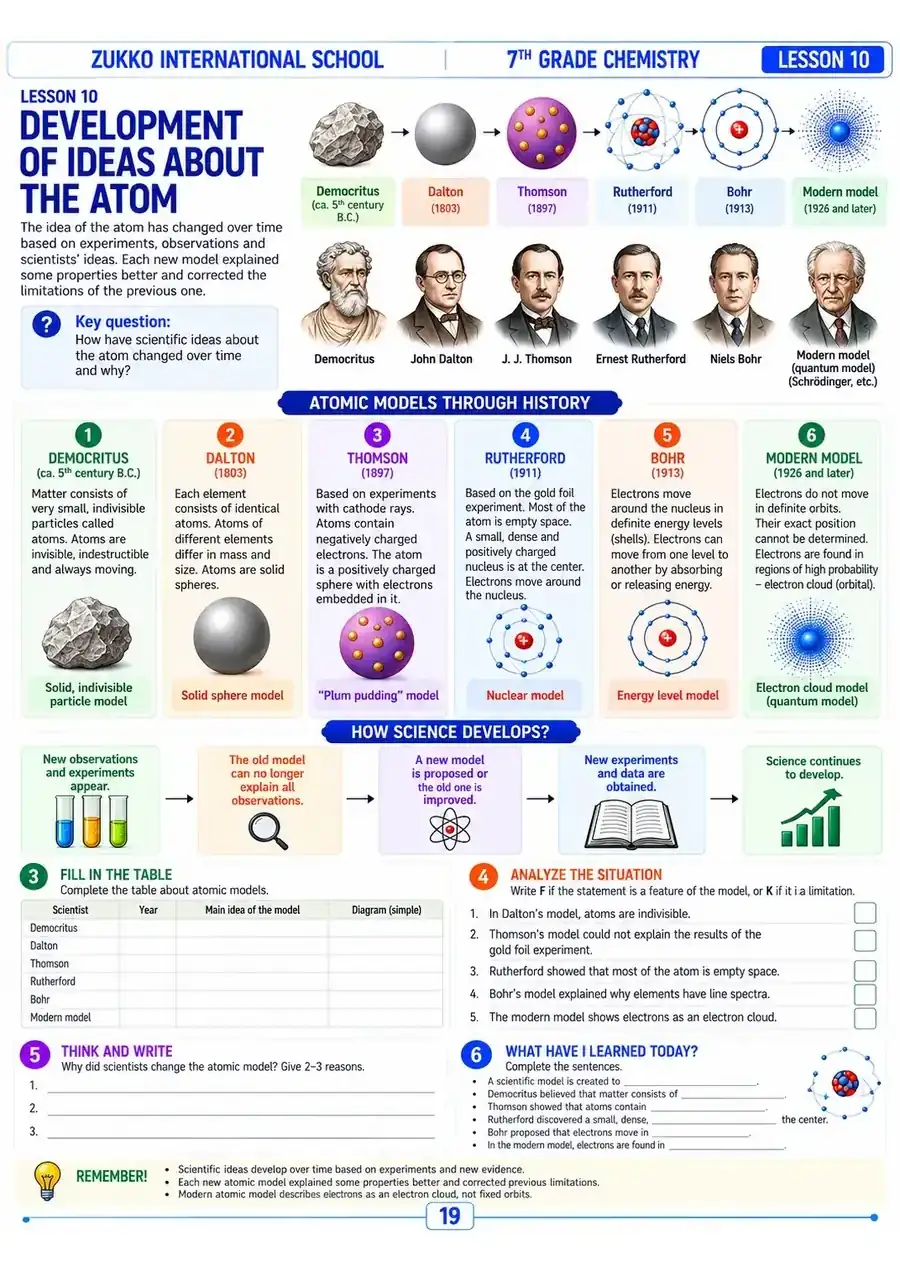 ZUKKO INTERNATIONAL SCHOOL
7TH GRADE CHEMISTRY
LESSON 10
LESSON 10
DEVELOPMENT
OF IDEAS ABOUT
THE ATOM
The idea of the atom has changed over time
based on experiments, observations and
scientists' ideas. Each new model explained
some properties better and corrected the
limitations of the previous one.
?
Key question:
How have scientific ideas about
the atom changed over time
and why?
Democritus
(ca. 5th century
B.C.)
Dalton
(1803)
Thomson
(1897)
Rutherford
(1911)
+
Bohr
(1913)
Modern model
(1926 and later)
Democritus
John Dalton
J. J. Thomson
Ernest Rutherford
Niels Bohr
Modern model
(quantum model)
(Schrödinger, etc.)
ATOMIC MODELS THROUGH HISTORY
1
DEMOCRITUS
(ca. 5th century B.C.)
Matter consists of
very small, indivisible
particles called
atoms. Atoms are
invisible, indestructible
and always moving.
Solid, indivisible
particle model
2
DALTON
(1803)
Each element
consists of identical
atoms. Atoms of
different elements
differ in mass and
size. Atoms are solid
spheres.
Solid sphere model
3
THOMSON
(1897)
Based on experiments
with cathode rays.
Atoms contain
negatively charged
electrons. The atom
is a positively charged
sphere with electrons
embedded in it.
"Plum pudding" model
4
RUTHERFORD
(1911)
Based on the gold foil
experiment. Most of the
atom is empty space.
A small, dense and
positively charged
nucleus is at the center.
Electrons move around
the nucleus.
+
Nuclear model
5
BOHR
(1913)
Electrons move
around the nucleus in
definite energy levels
(shells). Electrons can
move from one level to
another by absorbing
or releasing energy.
+
Energy level model
6
MODERN MODEL
(1926 and later)
Electrons do not move
in definite orbits.
Their exact position
cannot be determined.
Electrons are found in
regions of high probability
– electron cloud (orbital).
Electron cloud model
(quantum model)
HOW SCIENCE DEVELOPS?
New observations
and experiments
appear.
The old model
can no longer
explain all
observations.
A new model
is proposed or
the old one is
improved.
New experiments
and data are
obtained.
Science continues
to develop.
3 FILL IN THE TABLE
Complete the table about atomic models.
Scientist Year Main idea of the model Diagram (simple)
Democritus
Dalton
Thomson
Rutherford
Bohr
Modern model
4 ANALYZE THE SITUATION
Write F if the statement is a feature of the model, or K if it i a limitation.
1. In Dalton's model, atoms are indivisible.
2. Thomson's model could not explain the results of the
gold foil experiment.
3. Rutherford showed that most of the atom is empty space.
4. Bohr's model explained why elements have line spectra.
5. The modern model shows electrons as an electron cloud.
5 THINK AND WRITE
Why did scientists change the atomic model? Give 2–3 reasons.
1.
2.
3.
6 WHAT HAVE I LEARNED TODAY?
Complete the sentences.
• A scientific model is created to ____________________.
• Democritus believed that matter consists of ____________________.
• Thomson showed that atoms contain ____________________.
• Rutherford discovered a small, dense, ____________________ the center.
• Bohr proposed that electrons move in ____________________.
• In the modern model, electrons are found in ____________________.
REMEMBER!
• Scientific ideas develop over time based on experiments and new evidence.
• Each new atomic model explained some properties better and corrected previous limitations.
• Modern atomic model describes electrons as an electron cloud, not fixed orbits.
19